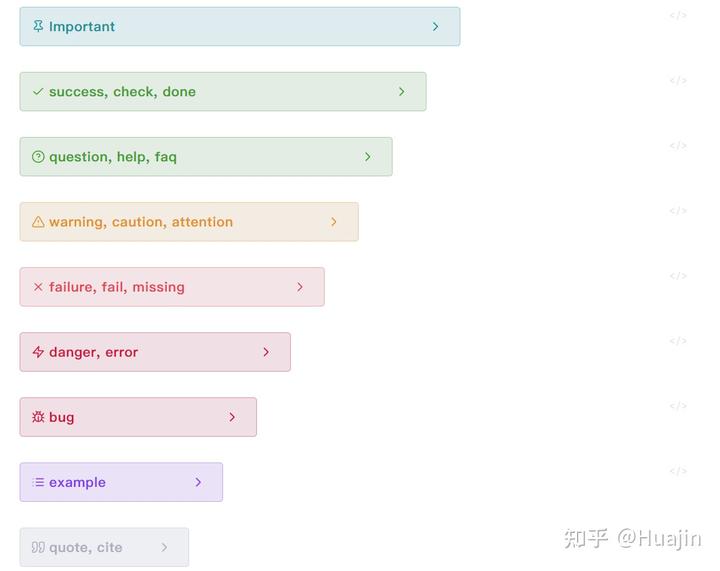 Important
</>
success, check, done
</>
question, help, faq
</>
warning, caution, attention
</>
failure, fail, missing
</>
danger, error
</>
bug
</>
example
</>
quote, cite
知乎 @Huajin